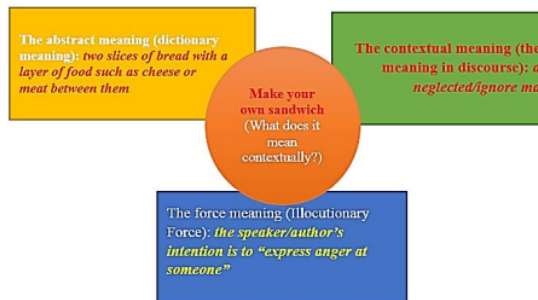 The abstract meaning (dictionary
meaning): two slices of bread with a
layer of food such as cheese or
meat between them
The contextual meaning (the
meaning in discourse): a
neglected/ignore ma
Make your
own sandwich
(What does it
mean
contextually?)
The force meaning (Illocutionary
Force): the speaker/author's
intention is to “express anger at
someone”